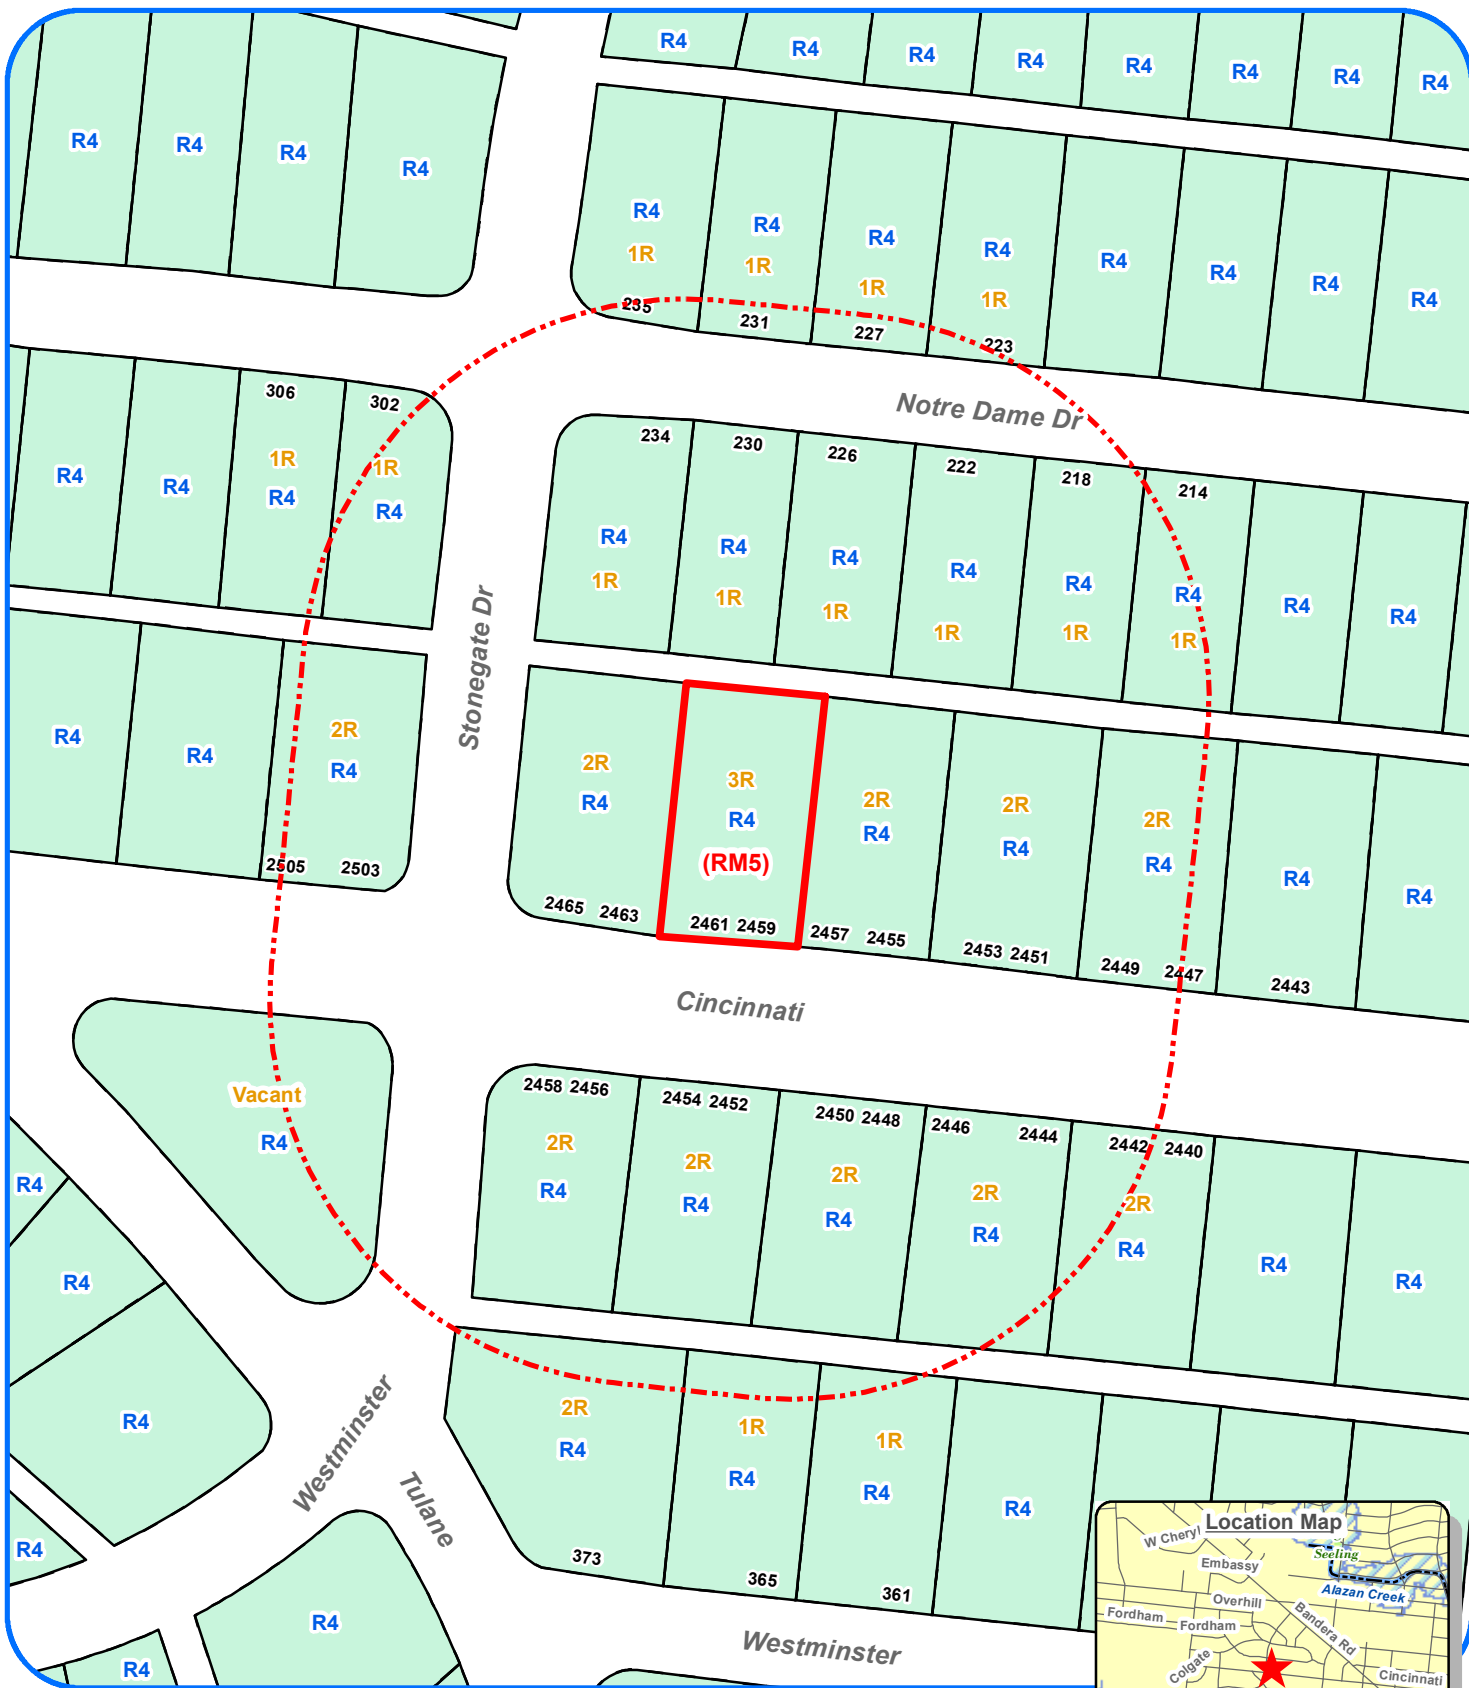 R4 R4 R4 R4 R4 R4 R4 R4
R4 R4 R4 R4
R4 R4 R4 R4 R4 R4 R4 R4
1R 1R 1R 1R
235 231 227 223
Notre Dame Dr
306 302
1R 1R
R4 R4 R4 R4
234 230 226 222 218 214
R4 R4 R4 R4 R4 R4 R4 R4
1R 1R 1R 1R 1R 1R
Stonegate Dr
R4 R4
2R
R4
2505 2503
2R 3R 2R 2R 2R
R4 R4 R4 R4 R4 R4 R4
(RM5)
2465 2463 2461 2459 2457 2455 2453 2451 2449 2447 2443
Cincinnati
Vacant
R4
2458 2456 2454 2452 2450 2448 2446 2444 2442 2440
2R 2R 2R 2R 2R
R4 R4 R4 R4 R4 R4 R4
R4
R4
R4
R4
Westminster
Tulane
2R 1R 1R
R4 R4 R4 R4
373 365 361
R4
R4
Westminster
Location Map
W Cheryl
Seeling
Embassy
Alazan Creek
Overhill
Bandera Rd
Fordham
Fordham
Colgate
Cincinnati